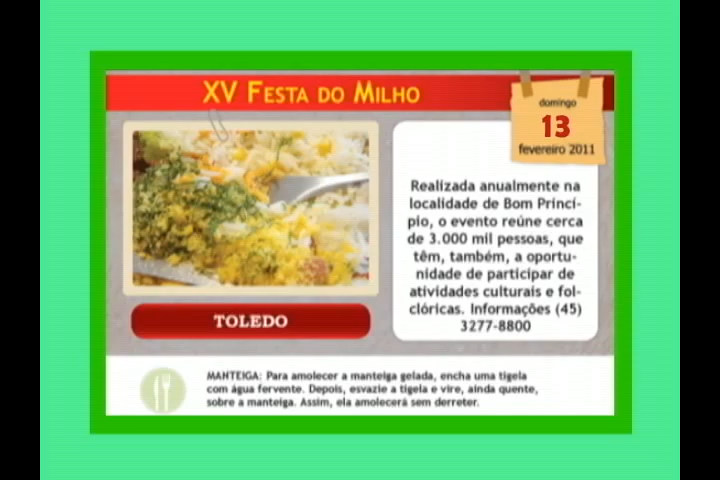 XV FESTA DO MILHO
domingo
13
fevereiro 2011
Realizada anualmente na
localidade de Bom Princí-
pio, o evento reúne cerca
de 3.000 mil pessoas, que
têm, também, a oportu-
nidade de participar de
atividades culturais e fol-
clóricas. Informações (45)
3277-8800
TOLEDO
MANTEIGA: Para amolecer a manteiga gelada, encha uma tigela
com água fervente. Depois, esvazie a tigela e vire, ainda quente,
sobre a manteiga. Assim, ela amolecerá sem derreter.